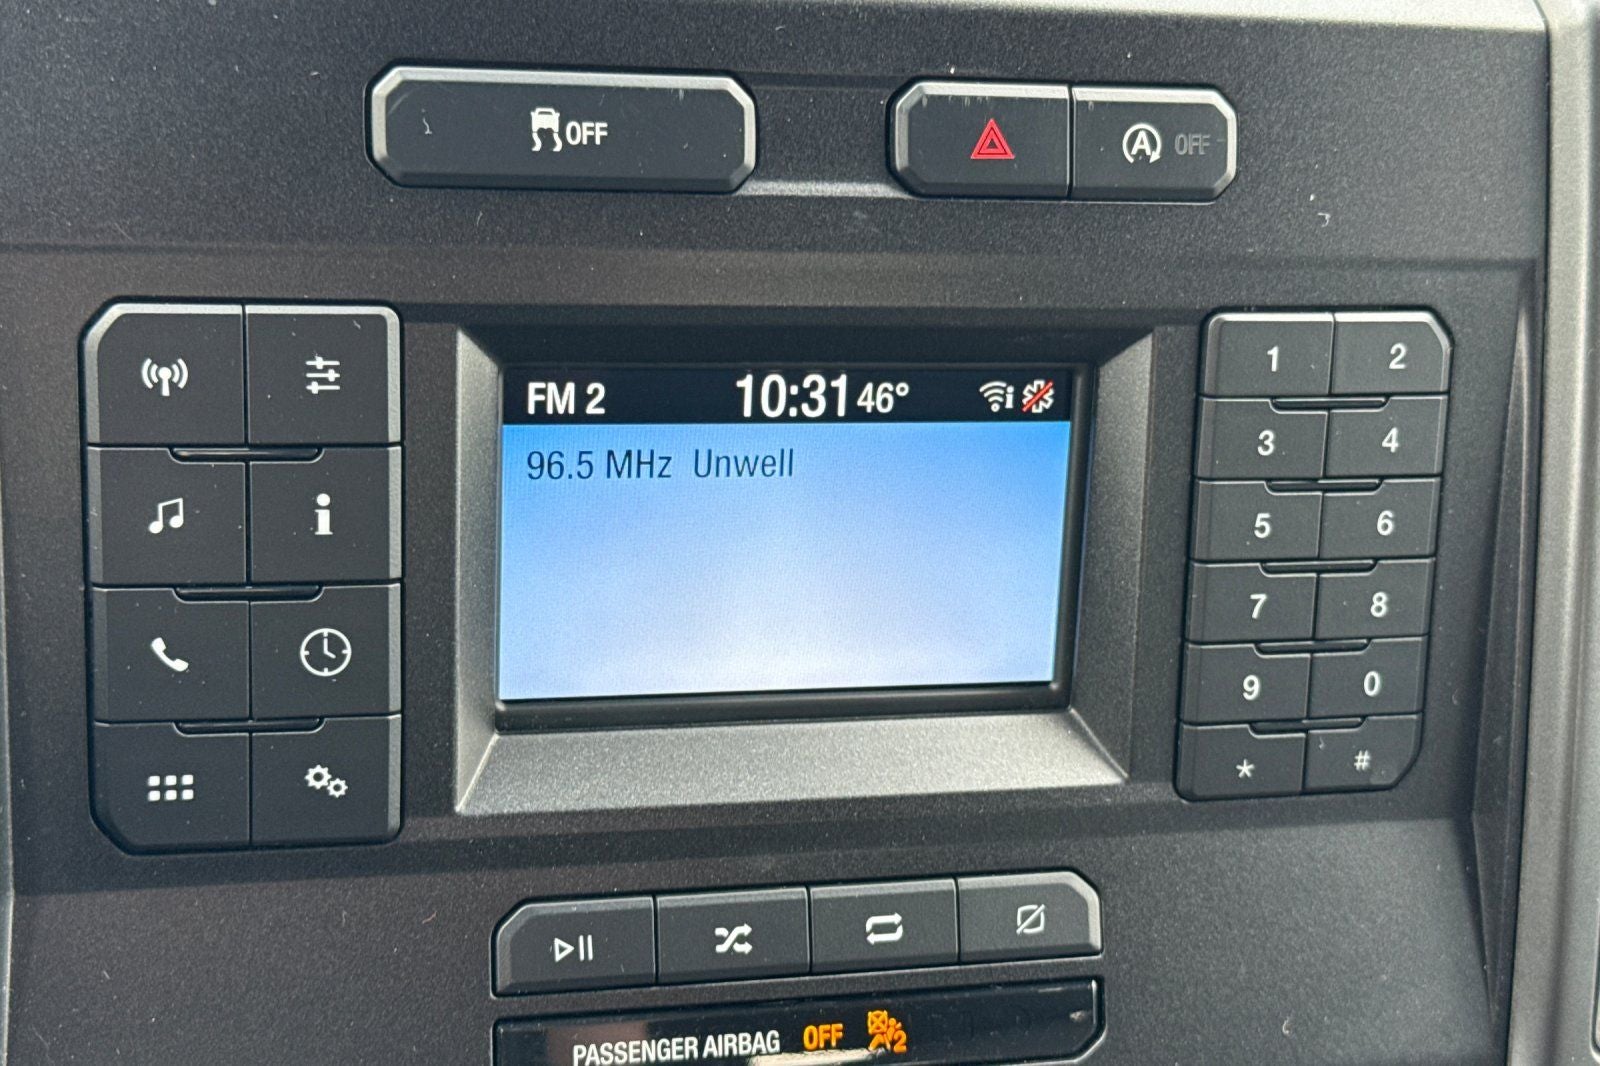 OFF
A OFF
FM 2 10:31 46°
96.5 MHz Unwell
1 2
3 4
5 6
7 8
9 0
* #
PASSENGER AIRBAG OFF 2